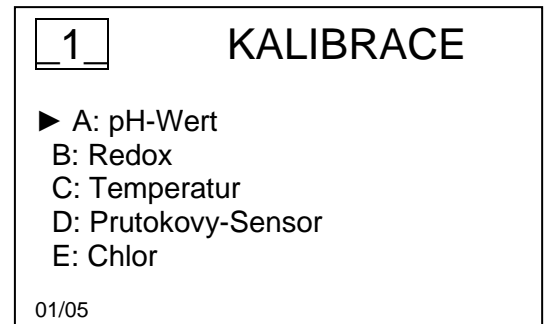 _1_ KALIBRACE
► A: pH-Wert
B: Redox
C: Temperatur
D: Prutokovy-Sensor
E: Chlor
01/05